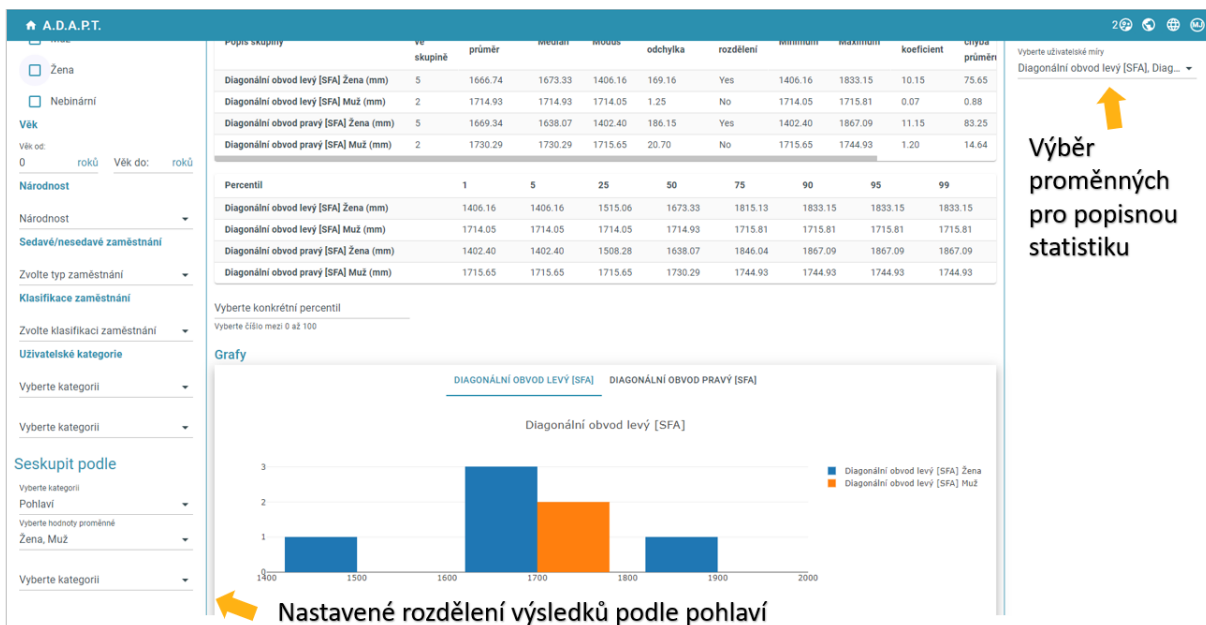 A.D.A.P.T.
2
MJ
Muž
Žena
Nebinární
Věk
Věk od:
0 roků Věk do: roků
Národnost
Národnost
Sedavé/nesedavé zaměstnání
Zvolte typ zaměstnání
Klasifikace zaměstnání
Zvolte klasifikaci zaměstnání
Uživatelské kategorie
Vyberte kategorii
Vyberte kategorii
Seskupit podle
Vyberte kategorii
Pohlaví
Vyberte hodnoty proměnné
Žena, Muž
Vyberte kategorii
Popis skupiny ve skupině průměr Medián Modus odchylka rozdělení Minimum Maximum koeficient chyba průměru
Diagonální obvod levý [SFA] Žena (mm) 5 1666.74 1673.33 1406.16 169.16 Yes 1406.16 1833.15 10.15 75.65
Diagonální obvod levý [SFA] Muž (mm) 2 1714.93 1714.93 1714.05 1.25 No 1714.05 1715.81 0.07 0.88
Diagonální obvod pravý [SFA] Žena (mm) 5 1669.34 1638.07 1402.40 186.15 Yes 1402.40 1867.09 11.15 83.25
Diagonální obvod pravý [SFA] Muž (mm) 2 1730.29 1730.29 1715.65 20.70 No 1715.65 1744.93 1.20 14.64
Percentil 1 5 25 50 75 90 95 99
Diagonální obvod levý [SFA] Žena (mm) 1406.16 1406.16 1515.06 1673.33 1815.13 1833.15 1833.15 1833.15
Diagonální obvod levý [SFA] Muž (mm) 1714.05 1714.05 1714.05 1714.93 1715.81 1715.81 1715.81 1715.81
Diagonální obvod pravý [SFA] Žena (mm) 1402.40 1402.40 1508.28 1638.07 1846.04 1867.09 1867.09 1867.09
Diagonální obvod pravý [SFA] Muž (mm) 1715.65 1715.65 1715.65 1730.29 1744.93 1744.93 1744.93 1744.93
Vyberte konkrétní percentil
Vyberte číslo mezi 0 až 100
Grafy
DIAGONÁLNÍ OBVOD LEVÝ [SFA] DIAGONÁLNÍ OBVOD PRAVÝ [SFA]
Diagonální obvod levý [SFA]
3
2
1
0
1400 1500 1600 1700 1800 1900 2000
Diagonální obvod levý [SFA] Žena
Diagonální obvod levý [SFA] Muž
Nastavené rozdělení výsledků podle pohlaví
Vyberte uživatelské míry
Diagonální obvod levý [SFA], Diag...
Výběr
proměnných
pro popisnou
statistiku